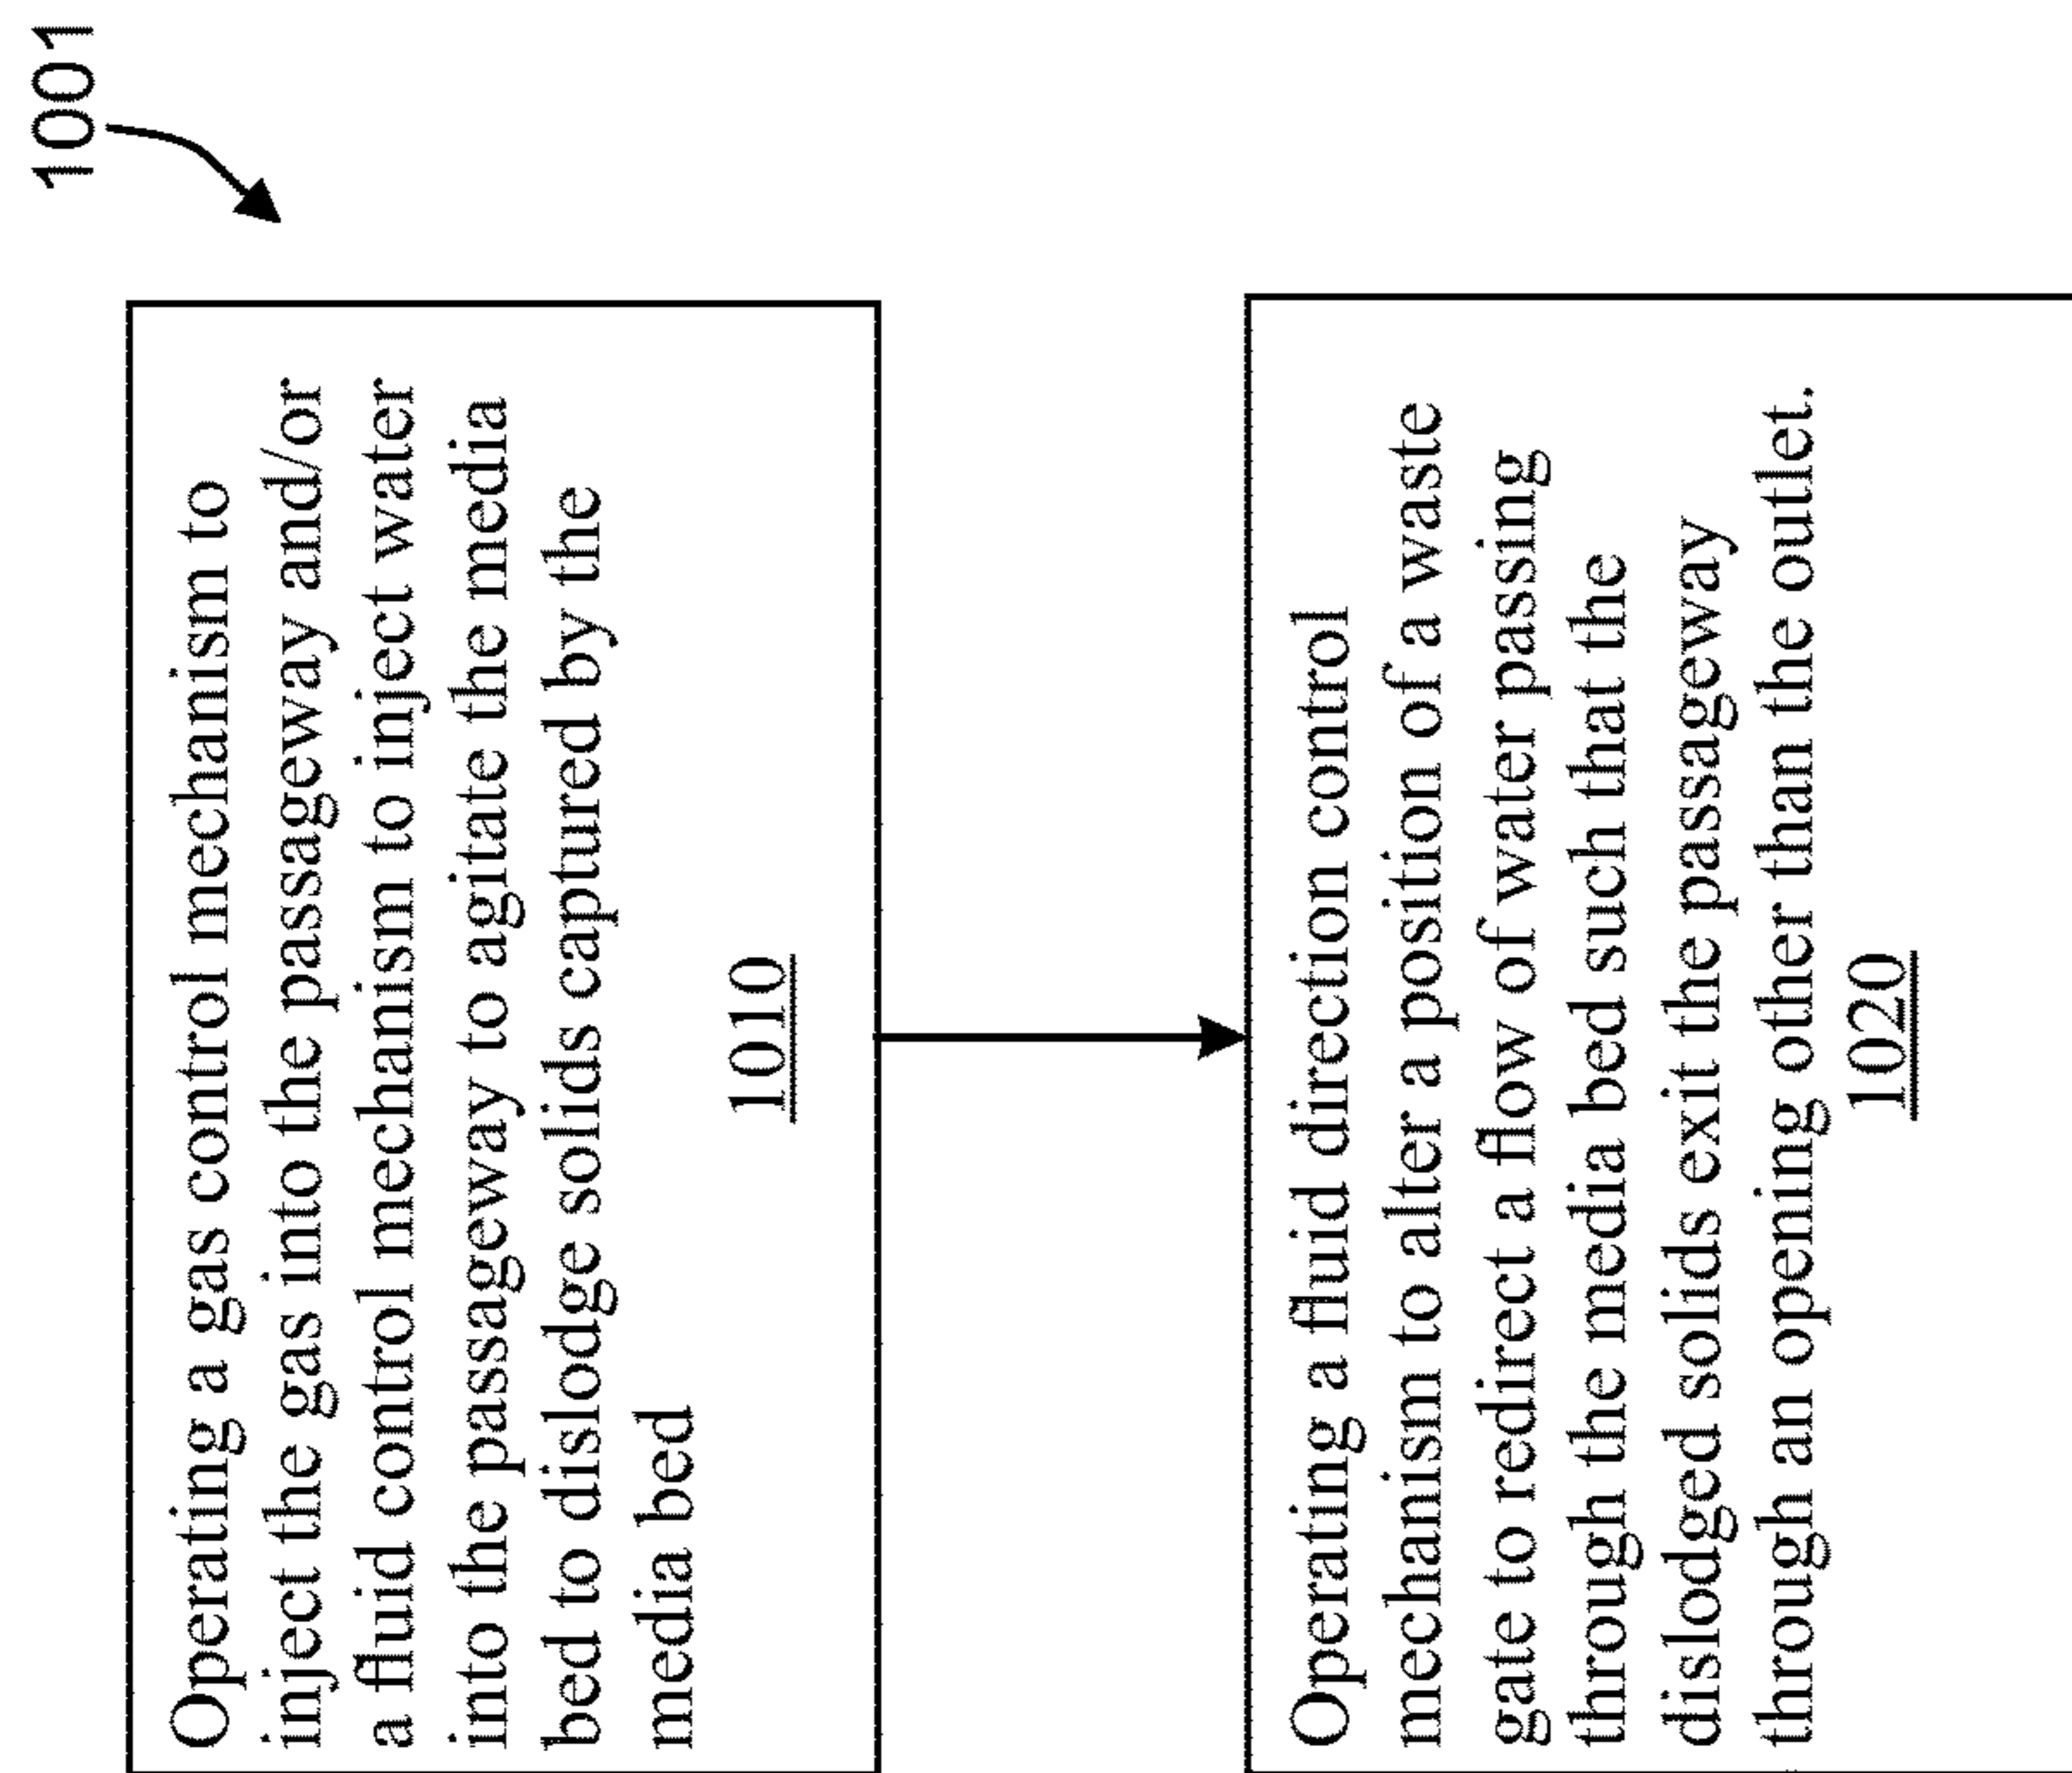 1001
Operating a gas control mechanism to
inject the gas into the passageway and/or
a fluid control mechanism to inject water
into the passageway to agitate the media
bed to dislodge solids captured by the
media bed
1010
Operating a fluid direction control
mechanism to alter a position of a waste
gate to redirect a flow of water passing
through the media bed such that the
dislodged solids exit the passageway
through an opening other than the outlet.
1020